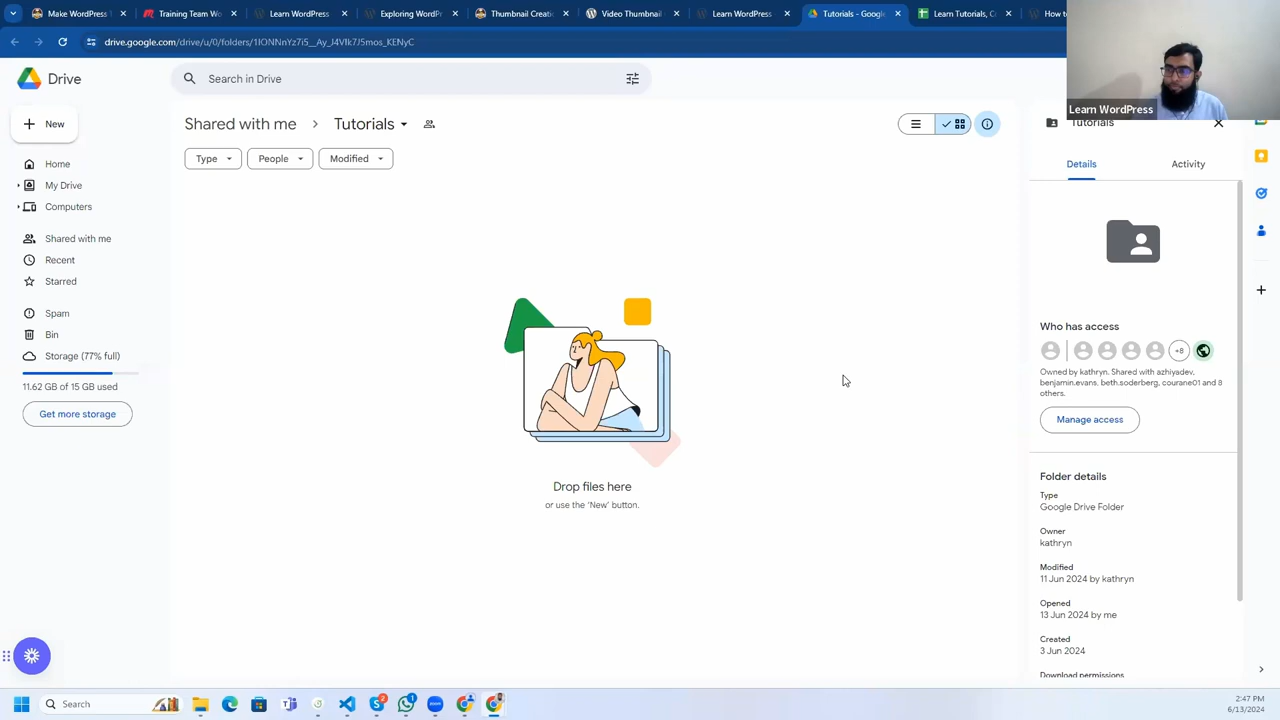 Make WordPress
Training Team Wo
Learn WordPress
Exploring WordPr
Thumbnail Creati
Video Thumbnail
Learn WordPress
Tutorials - Google
Learn Tutorials, C
How to
drive.google.com/drive/u/0/folders/1IONNnYz7i5__Ay_J4VIk7J5mos_KENyC
Drive
Search in Drive
Learn WordPress
New
Shared with me
Tutorials
Tutorials
Type
People
Modified
Details
Activity
Home
My Drive
Computers
Shared with me
Recent
Starred
Spam
Bin
Storage (77% full)
11.62 GB of 15 GB used
Get more storage
Drop files here
or use the 'New' button.
Who has access
+8
Owned by kathryn. Shared with azhiyadev,
benjamin.evans. beth.soderberg, courane01 and 8
others.
Manage access
Folder details
Type
Google Drive Folder
Owner
kathryn
Modified
11 Jun 2024 by kathryn
Opened
13 Jun 2024 by me
Created
3 Jun 2024
Download permissions
Search
2
1
2:47 PM
6/13/2024